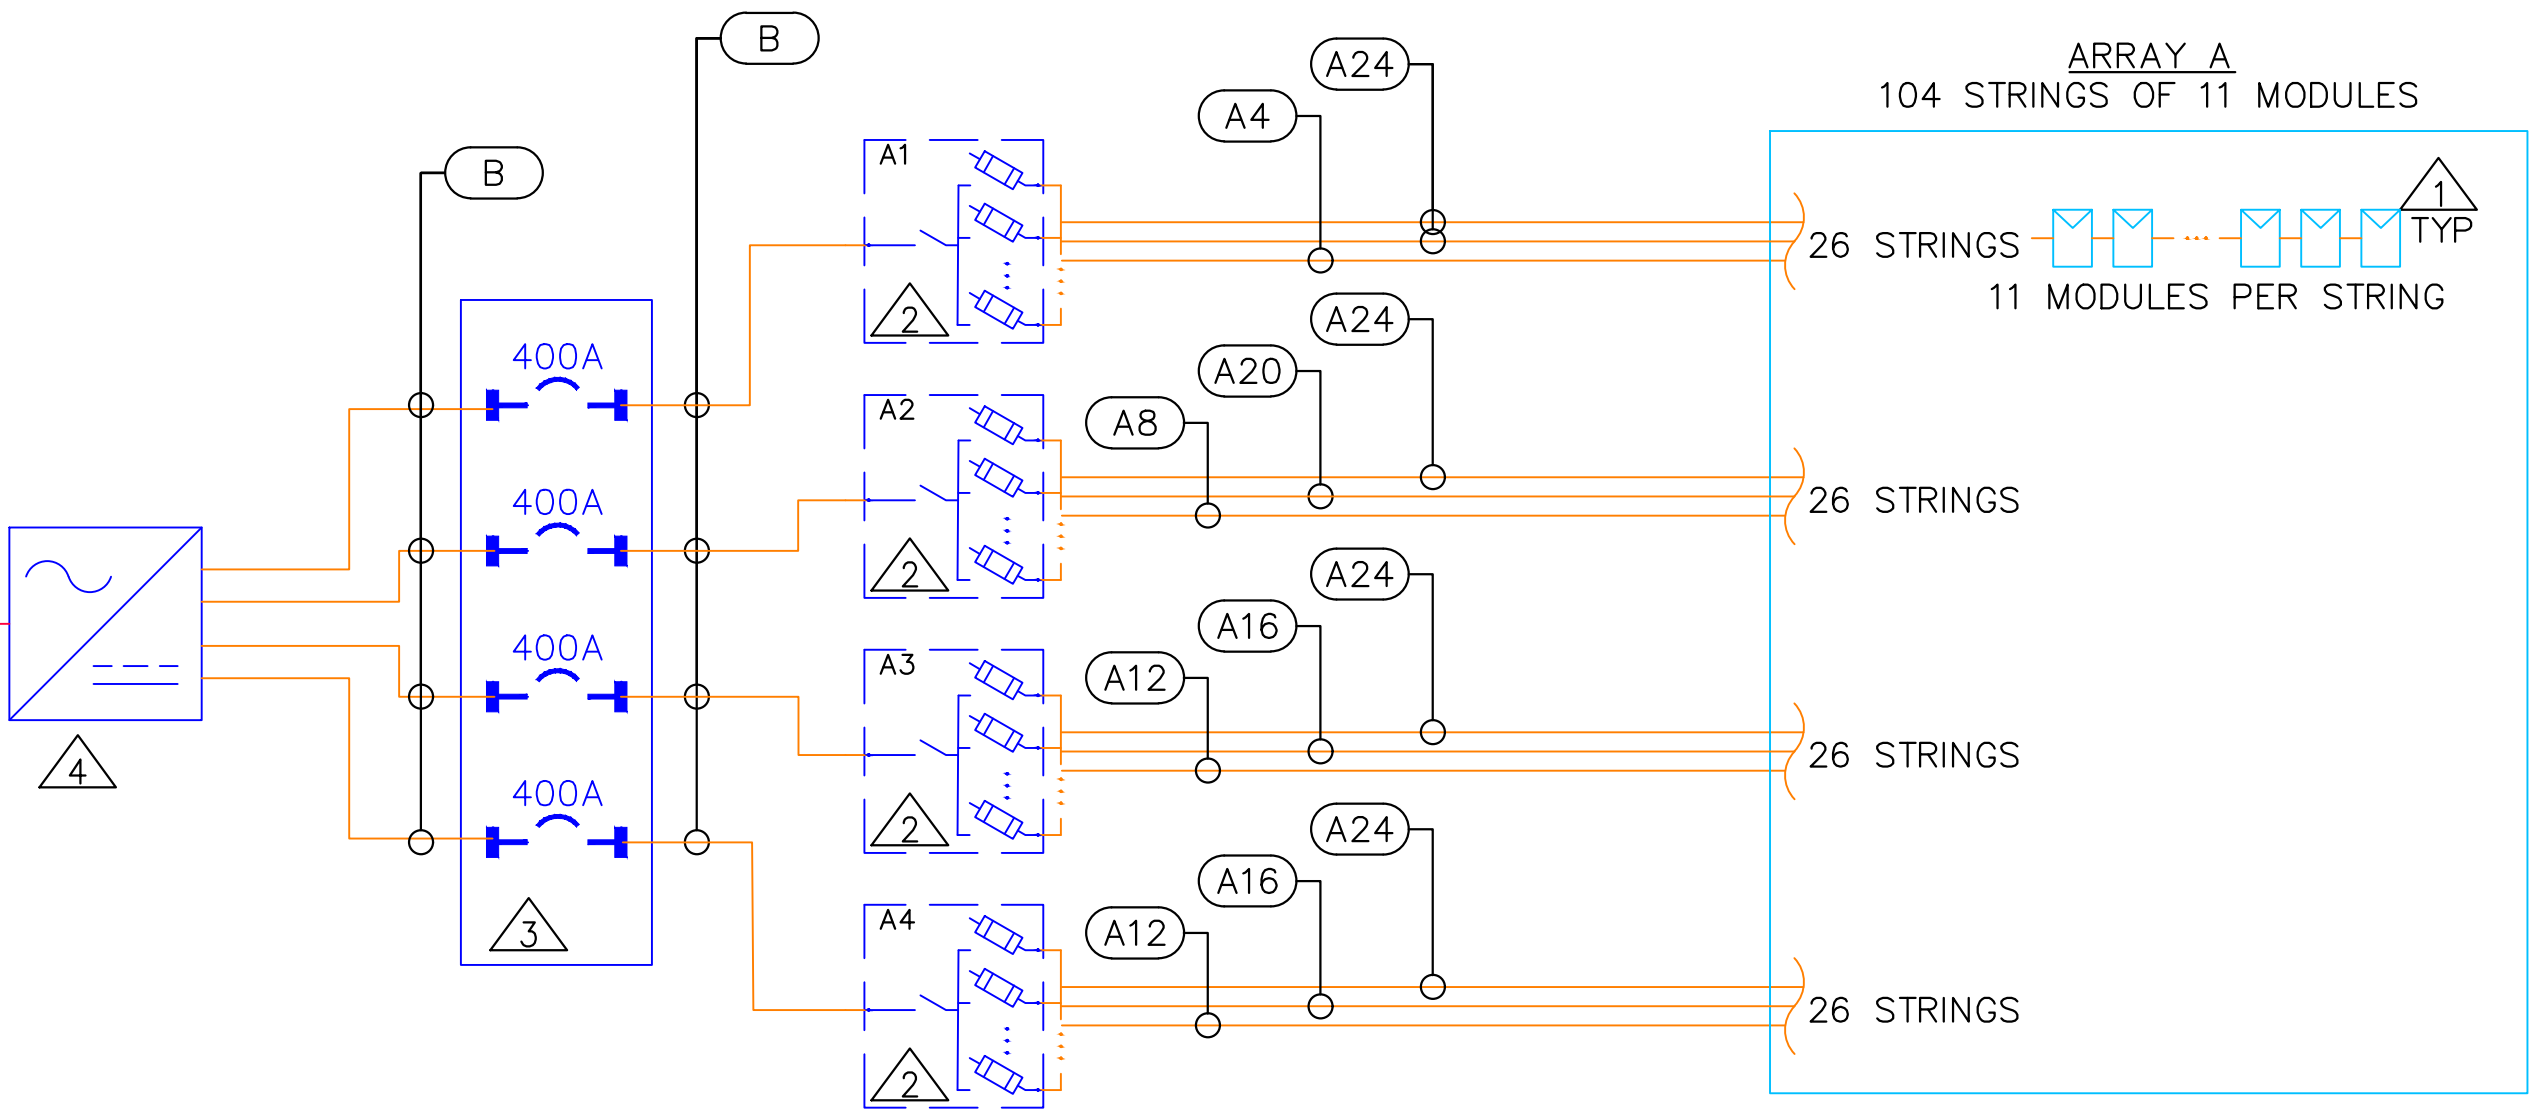 B
B
A24
A4
ARRAY A
104 STRINGS OF 11 MODULES
A1
2
26 STRINGS
1
TYP
11 MODULES PER STRING
400A
A24
A20
A8
A2
2
26 STRINGS
400A
A24
A16
A12
A3
2
26 STRINGS
400A
4
A24
A16
A12
A4
2
26 STRINGS
400A
3